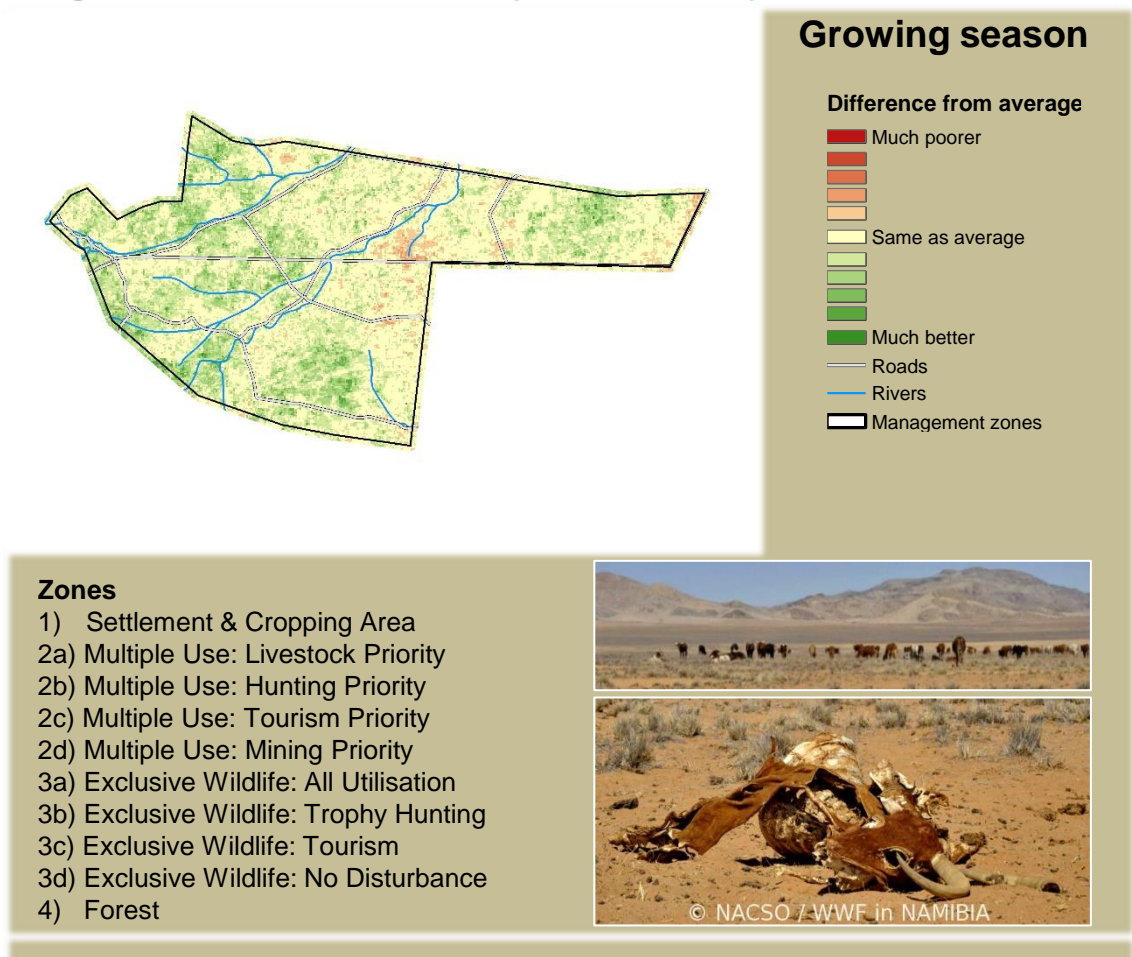 Growing season
Difference from average
Much poorer
Same as average
Much better
Roads
Rivers
Management zones
Zones
1) Settlement & Cropping Area
2a) Multiple Use: Livestock Priority
2b) Multiple Use: Hunting Priority
2c) Multiple Use: Tourism Priority
2d) Multiple Use: Mining Priority
3a) Exclusive Wildlife: All Utilisation
3b) Exclusive Wildlife: Trophy Hunting
3c) Exclusive Wildlife: Tourism
3d) Exclusive Wildlife: No Disturbance
4) Forest
© NACSO / WWF in NAMIBIA